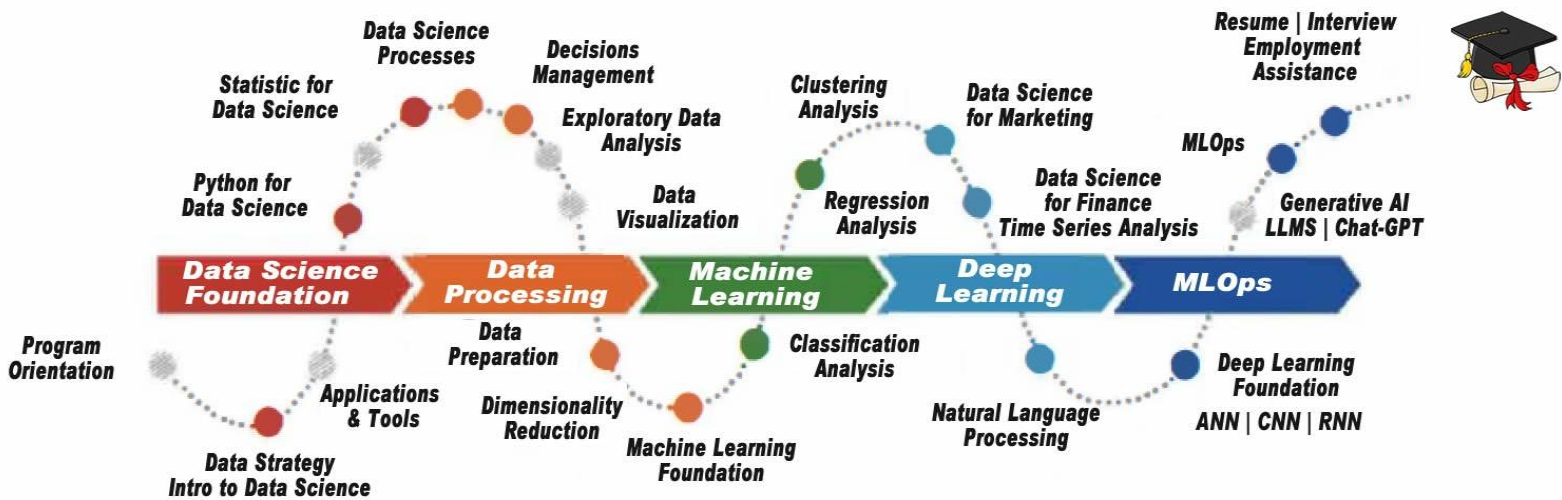 Program
Orientation
Data Strategy
Intro to Data Science
Applications
& Tools
Python for
Data Science
Statistic for
Data Science
Data Science
Processes
Decisions
Management
Exploratory Data
Analysis
Data
Visualization
Data Science
Foundation
Data
Processing
Machine
Learning
Deep
Learning
MLOps
Data
Preparation
Dimensionality
Reduction
Machine Learning
Foundation
Classification
Analysis
Regression
Analysis
Clustering
Analysis
Data Science
for Marketing
Data Science
for Finance
Time Series Analysis
Natural Language
Processing
Deep Learning
Foundation
ANN | CNN | RNN
Generative AI
LLMS | Chat-GPT
MLOps
Resume | Interview
Employment
Assistance